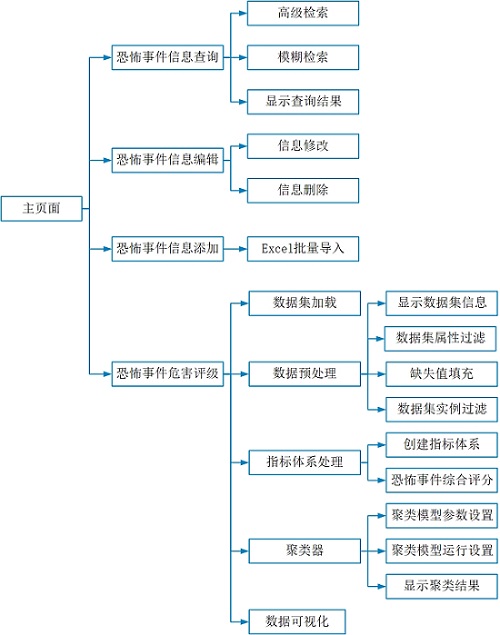 主页面
恐怖事件信息查询
高级检索
模糊检索
显示查询结果
恐怖事件信息编辑
信息修改
信息删除
恐怖事件信息添加
Excel批量导入
恐怖事件危害评级
数据集加载
数据预处理
显示数据集信息
数据集属性过滤
缺失值填充
数据集实例过滤
指标体系处理
创建指标体系
恐怖事件综合评分
聚类器
聚类模型参数设置
聚类模型运行设置
显示聚类结果
数据可视化